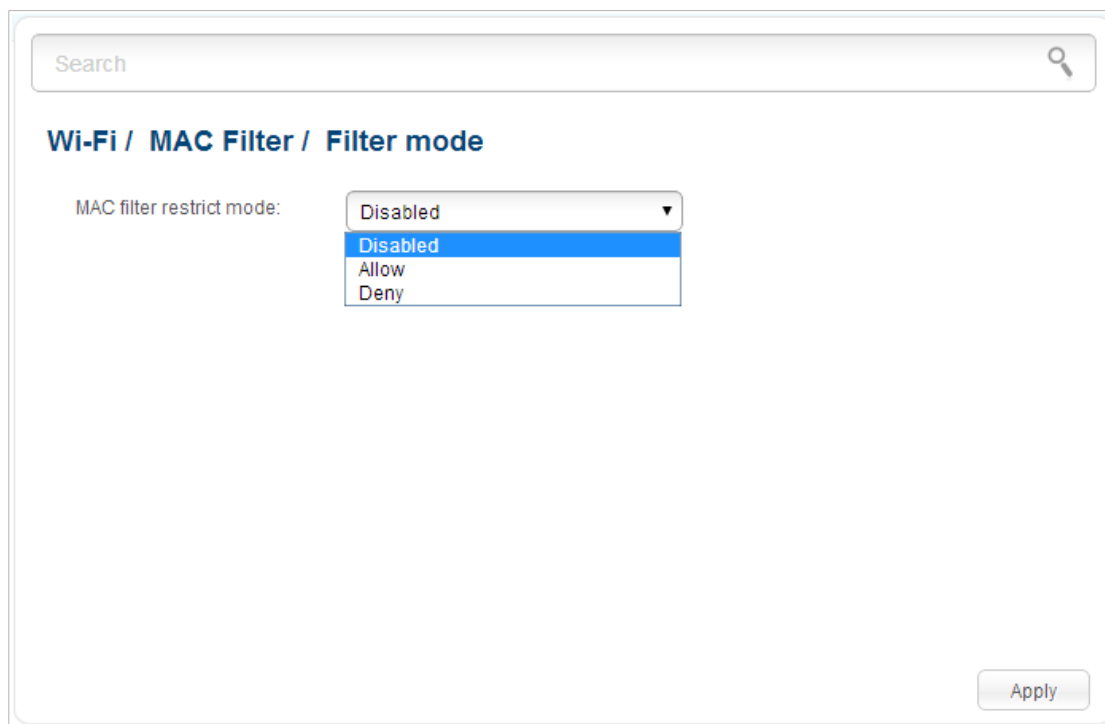 Search
Wi-Fi / MAC Filter / Filter mode
MAC filter restrict mode:
Disabled
Disabled
Allow
Deny
Apply